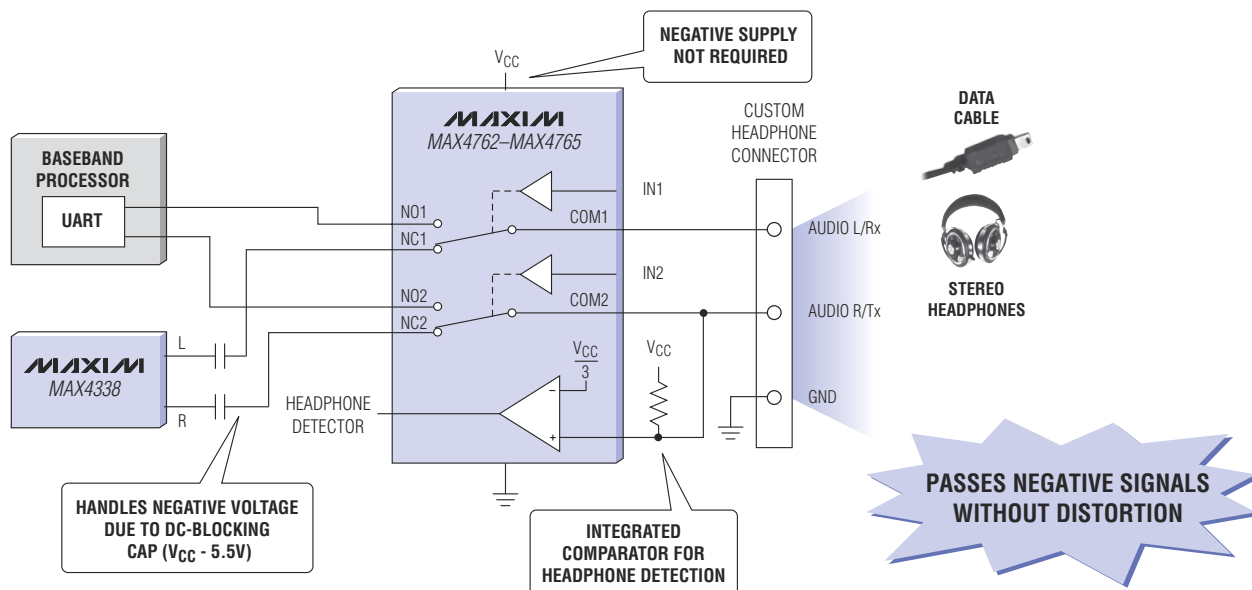 NEGATIVE SUPPLY
NOT REQUIRED
VCC
MAXIM
MAX4762–MAX4765
CUSTOM
HEADPHONE
CONNECTOR
DATA
CABLE
BASEBAND
PROCESSOR
UART
IN1
NO1
COM1
NC1
AUDIO L/Rx
IN2
NO2
COM2
NC2
AUDIO R/Tx
STEREO
HEADPHONES
L
MAXIM
MAX4338
R
VCC
3
VCC
–
+
HEADPHONE
DETECTOR
GND
HANDLES NEGATIVE VOLTAGE
DUE TO DC-BLOCKING
CAP (VCC - 5.5V)
INTEGRATED
COMPARATOR FOR
HEADPHONE DETECTION
PASSES NEGATIVE SIGNALS
WITHOUT DISTORTION